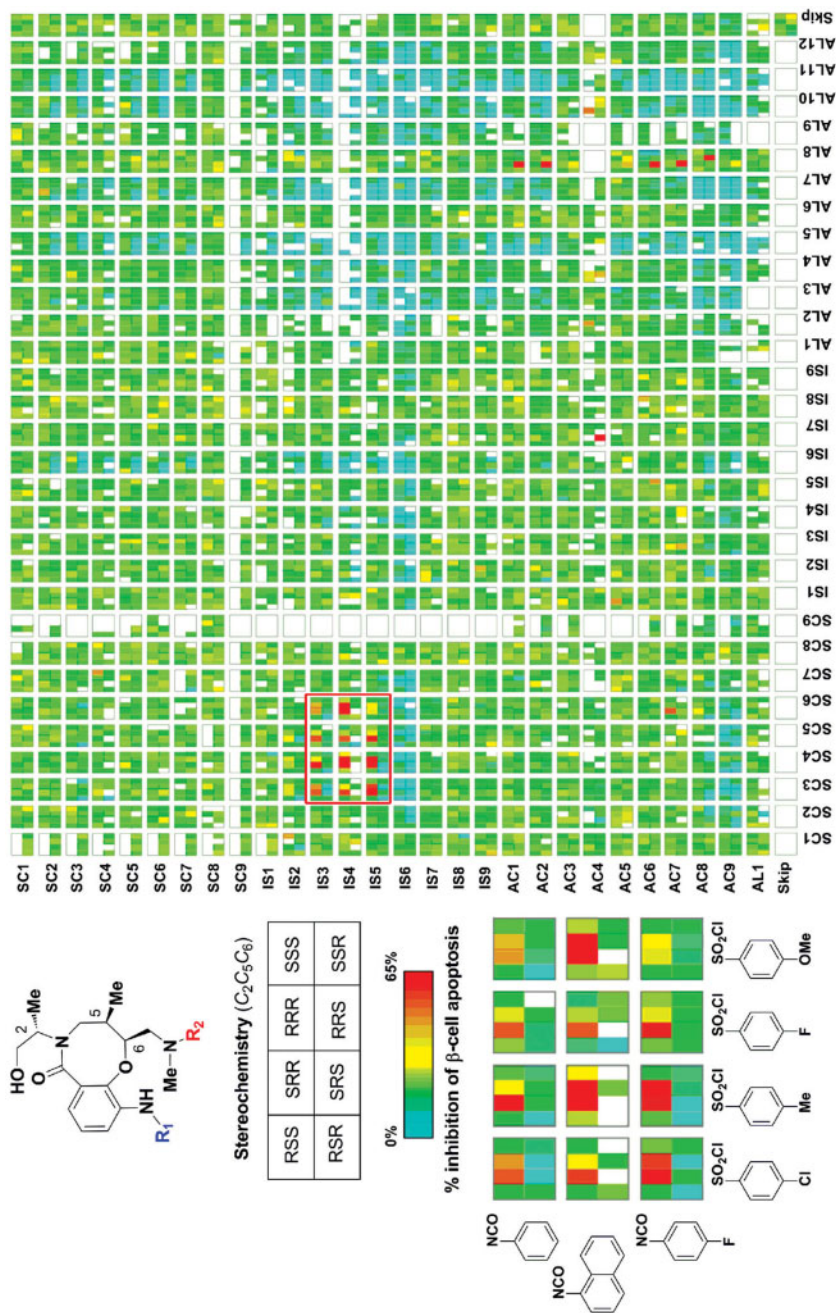 HO
2
Me
O
N
5
Me
O
6
NH
R1
Me
N
R2
Stereochemistry (C2C5C6)
RSS SRR RRR SSS
RSR SRS RRS SSR
0% 65%
% inhibition of β-cell apoptosis
NCO
NCO
NCO
F
SO2Cl SO2Cl SO2Cl SO2Cl
Cl Me F OMe
SC1
SC2
SC3
SC4
SC5
SC6
SC7
SC8
SC9
IS1
IS2
IS3
IS4
IS5
IS6
IS7
IS8
IS9
AC1
AC2
AC3
AC4
AC5
AC6
AC7
AC8
AC9
AL1
Skip
SC1 SC2 SC3 SC4 SC5 SC6 SC7 SC8 SC9 IS1 IS2 IS3 IS4 IS5 IS6 IS7 IS8 IS9 AL1 AL2 AL3 AL4 AL5 AL6 AL7 AL8 AL9 AL10 AL11 AL12 Skip